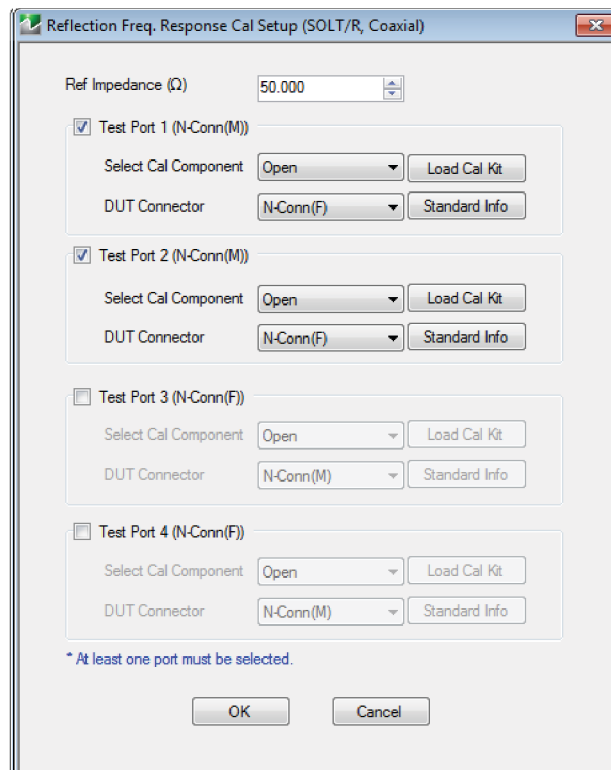 Reflection Freq. Response Cal Setup (SOLT/R, Coaxial)
Ref Impedance (Ω) 50.000
Test Port 1 (N-Conn(M))
Select Cal Component Open Load Cal Kit
DUT Connector N-Conn(F) Standard Info
Test Port 2 (N-Conn(M))
Select Cal Component Open Load Cal Kit
DUT Connector N-Conn(F) Standard Info
Test Port 3 (N-Conn(F))
Select Cal Component Open Load Cal Kit
DUT Connector N-Conn(M) Standard Info
Test Port 4 (N-Conn(F))
Select Cal Component Open Load Cal Kit
DUT Connector N-Conn(M) Standard Info
* At least one port must be selected.
OK Cancel